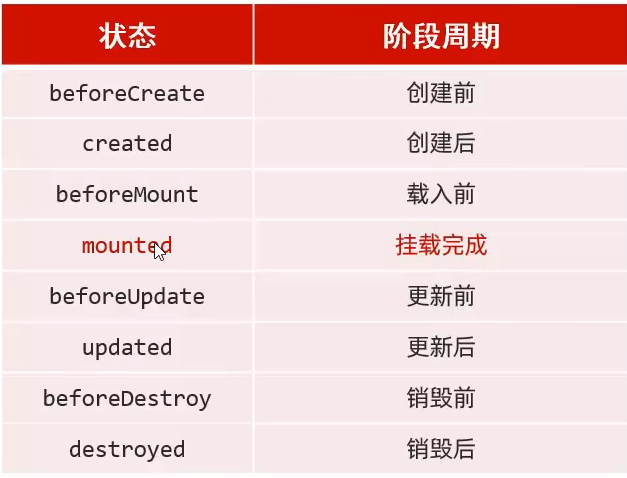 状态 阶段周期
beforeCreate 创建前
created 创建后
beforeMount 载入前
mounted 挂载完成
beforeUpdate 更新前
updated 更新后
beforeDestroy 销毁前
destroyed 销毁后